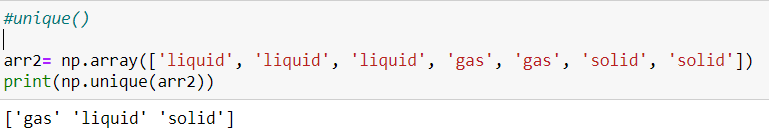 #unique()
arr2= np.array(['liquid', 'liquid', 'liquid', 'gas', 'gas', 'solid', 'solid'])
print(np.unique(arr2))
['gas' 'liquid' 'solid']